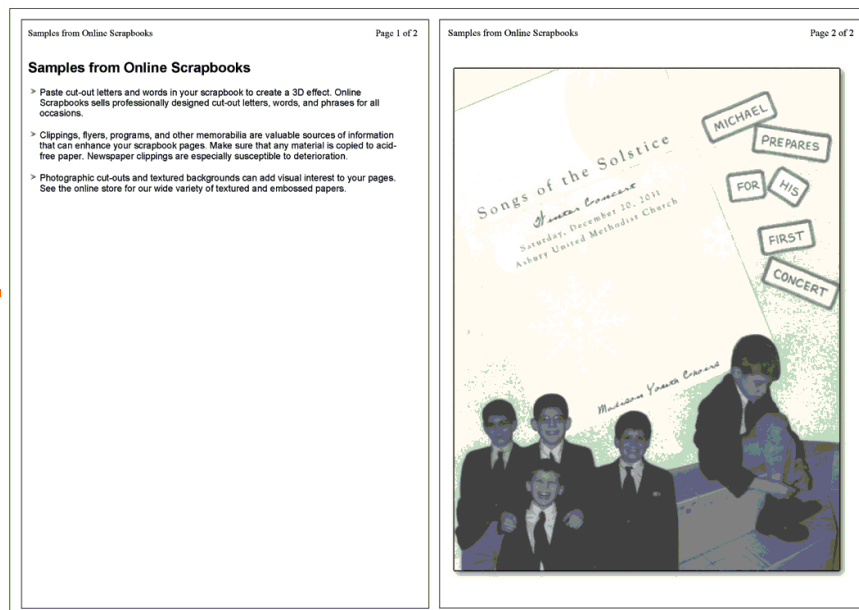 Samples from Online Scrapbooks
Page 1 of 2
Samples from Online Scrapbooks
> Paste cut-out letters and words in your scrapbook to create a 3D effect. Online
Scrapbooks sells professionally designed cut-out letters, words, and phrases for all
occasions.
> Clippings, flyers, programs, and other memorabilia are valuable sources of information
that can enhance your scrapbook pages. Make sure that any material is copied to acid-
free paper. Newspaper clippings are especially susceptible to deterioration.
> Photographic cut-outs and textured backgrounds can add visual interest to your pages.
See the online store for our wide variety of textured and embossed papers.
Samples from Online Scrapbooks
Page 2 of 2
MICHAEL
PREPARES
FOR HIS
FIRST
CONCERT
Songs of the Solstice
Winter Concert
Saturday, December 20, 2011
Asbury United Methodist Church
Madison Youth Choirs